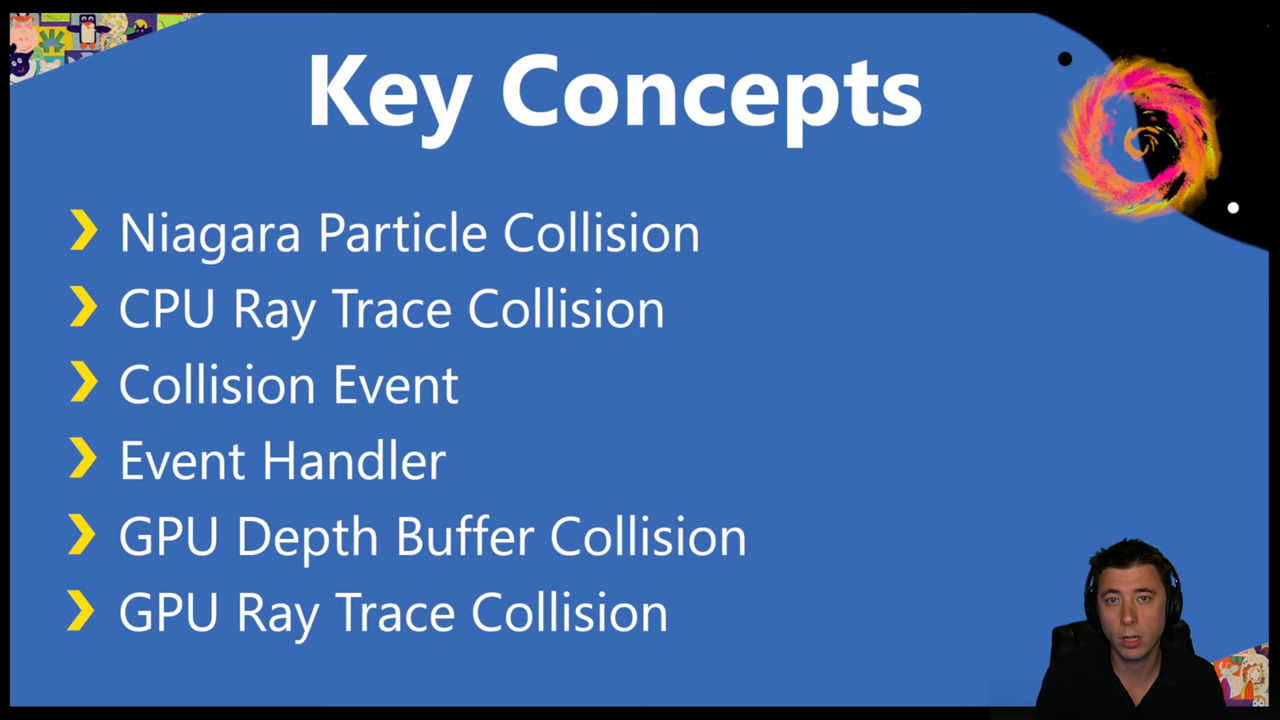 Key Concepts
Niagara Particle Collision
CPU Ray Trace Collision
Collision Event
Event Handler
GPU Depth Buffer Collision
GPU Ray Trace Collision